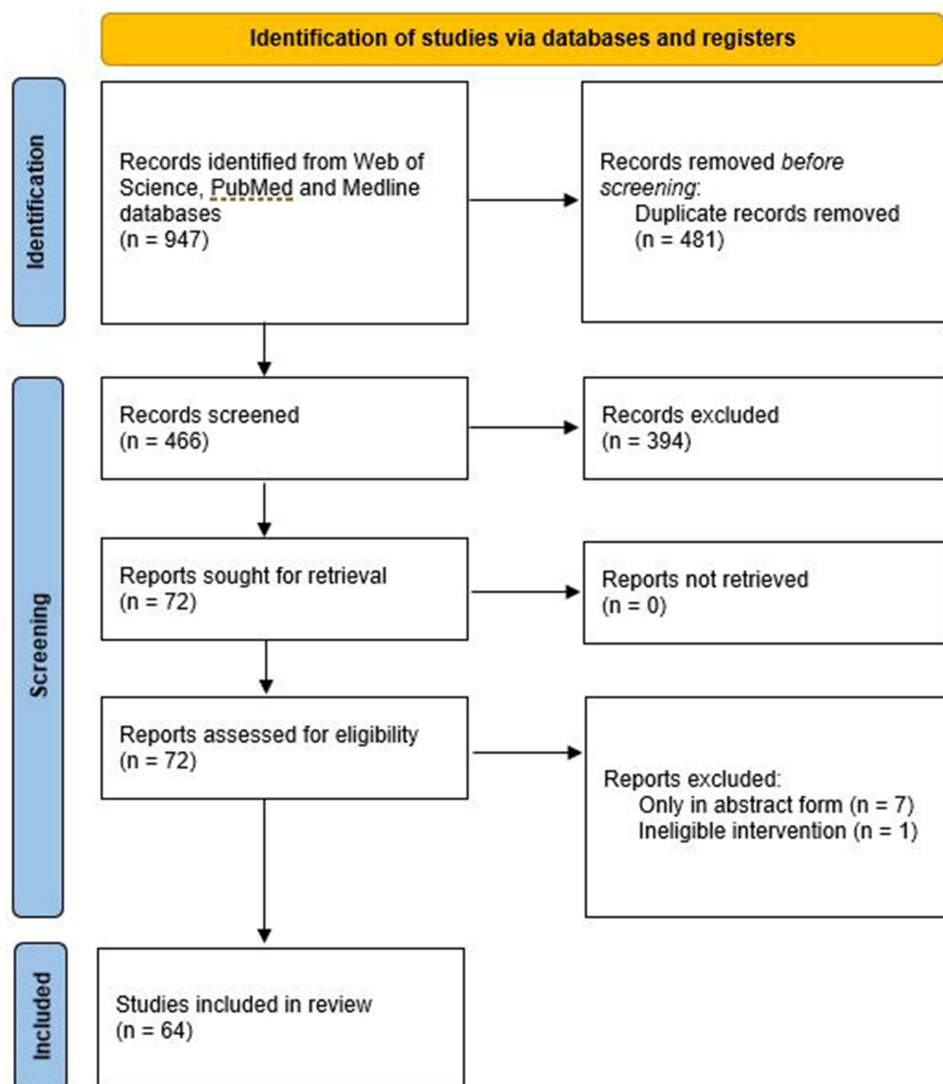 Identification of studies via databases and registers
Identification
Records identified from Web of
Science, PubMed and Medline
databases
(n = 947)
Records removed before
screening:
Duplicate records removed
(n = 481)
Screening
Records screened
(n = 466)
Records excluded
(n = 394)
Reports sought for retrieval
(n = 72)
Reports not retrieved
(n = 0)
Reports assessed for eligibility
(n = 72)
Reports excluded:
Only in abstract form (n = 7)
Ineligible intervention (n = 1)
Included
Studies included in review
(n = 64)